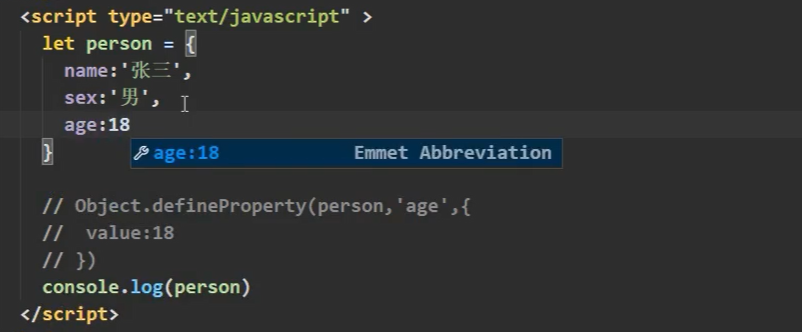 <script type="text/javascript" >
let person = {
name:'张三',
sex:'男',
age:18
}
age:18 Emmet Abbreviation
// Object.defineProperty(person,'age',{
// value:18
// })
console.log(person)
</script>